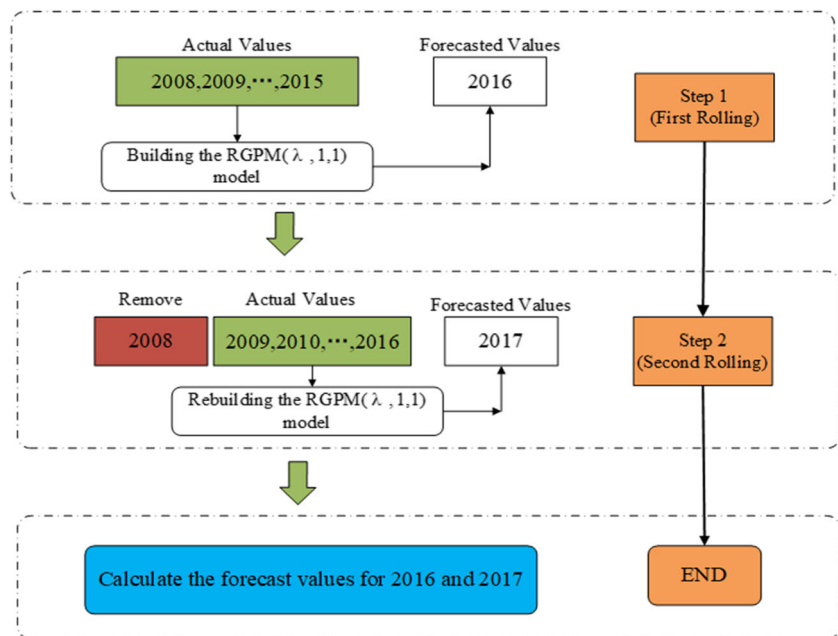 Actual Values
Forecasted Values
2008,2009,···,2015
2016
Building the RGPM(λ,1,1)
model
Step 1
(First Rolling)
Remove
Actual Values
Forecasted Values
2008
2009,2010,···,2016
2017
Rebuilding the RGPM(λ,1,1)
model
Step 2
(Second Rolling)
Calculate the forecast values for 2016 and 2017
END